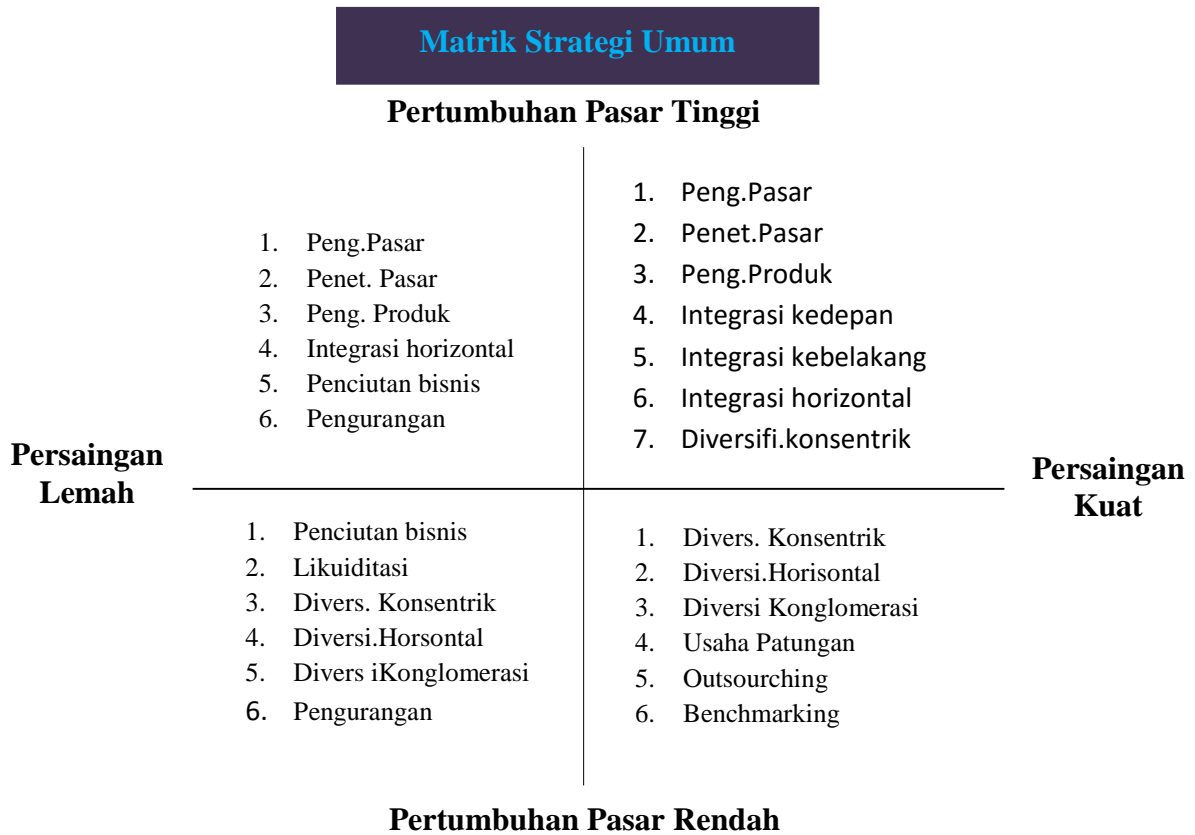 Matrik Strategi Umum
Pertumbuhan Pasar Tinggi
1. Peng.Pasar
2. Penet. Pasar
3. Peng. Produk
4. Integrasi horizontal
5. Penciutan bisnis
6. Pengurangan
1. Peng.Pasar
2. Penet.Pasar
3. Peng.Produk
4. Integrasi kedepan
5. Integrasi kebelakang
6. Integrasi horizontal
7. Diversifi.konsentrik
Persaingan
Lemah
Persaingan
Kuat
1. Penciutan bisnis
2. Likuiditasi
3. Divers. Konsentrik
4. Diversi.Horsontal
5. Divers iKonglomerasi
6. Pengurangan
1. Divers. Konsentrik
2. Diversi.Horisontal
3. Diversi Konglomerasi
4. Usaha Patungan
5. Outsourching
6. Benchmarking
Pertumbuhan Pasar Rendah